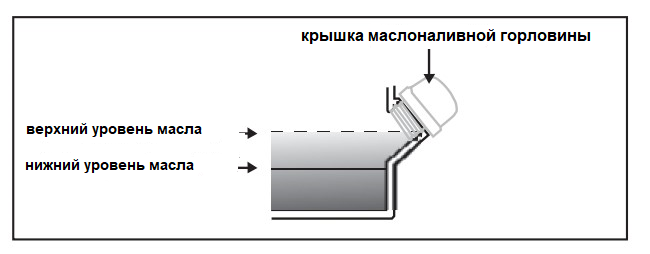 крышка маслоналивной горловины
верхний уровень масла
нижний уровень масла